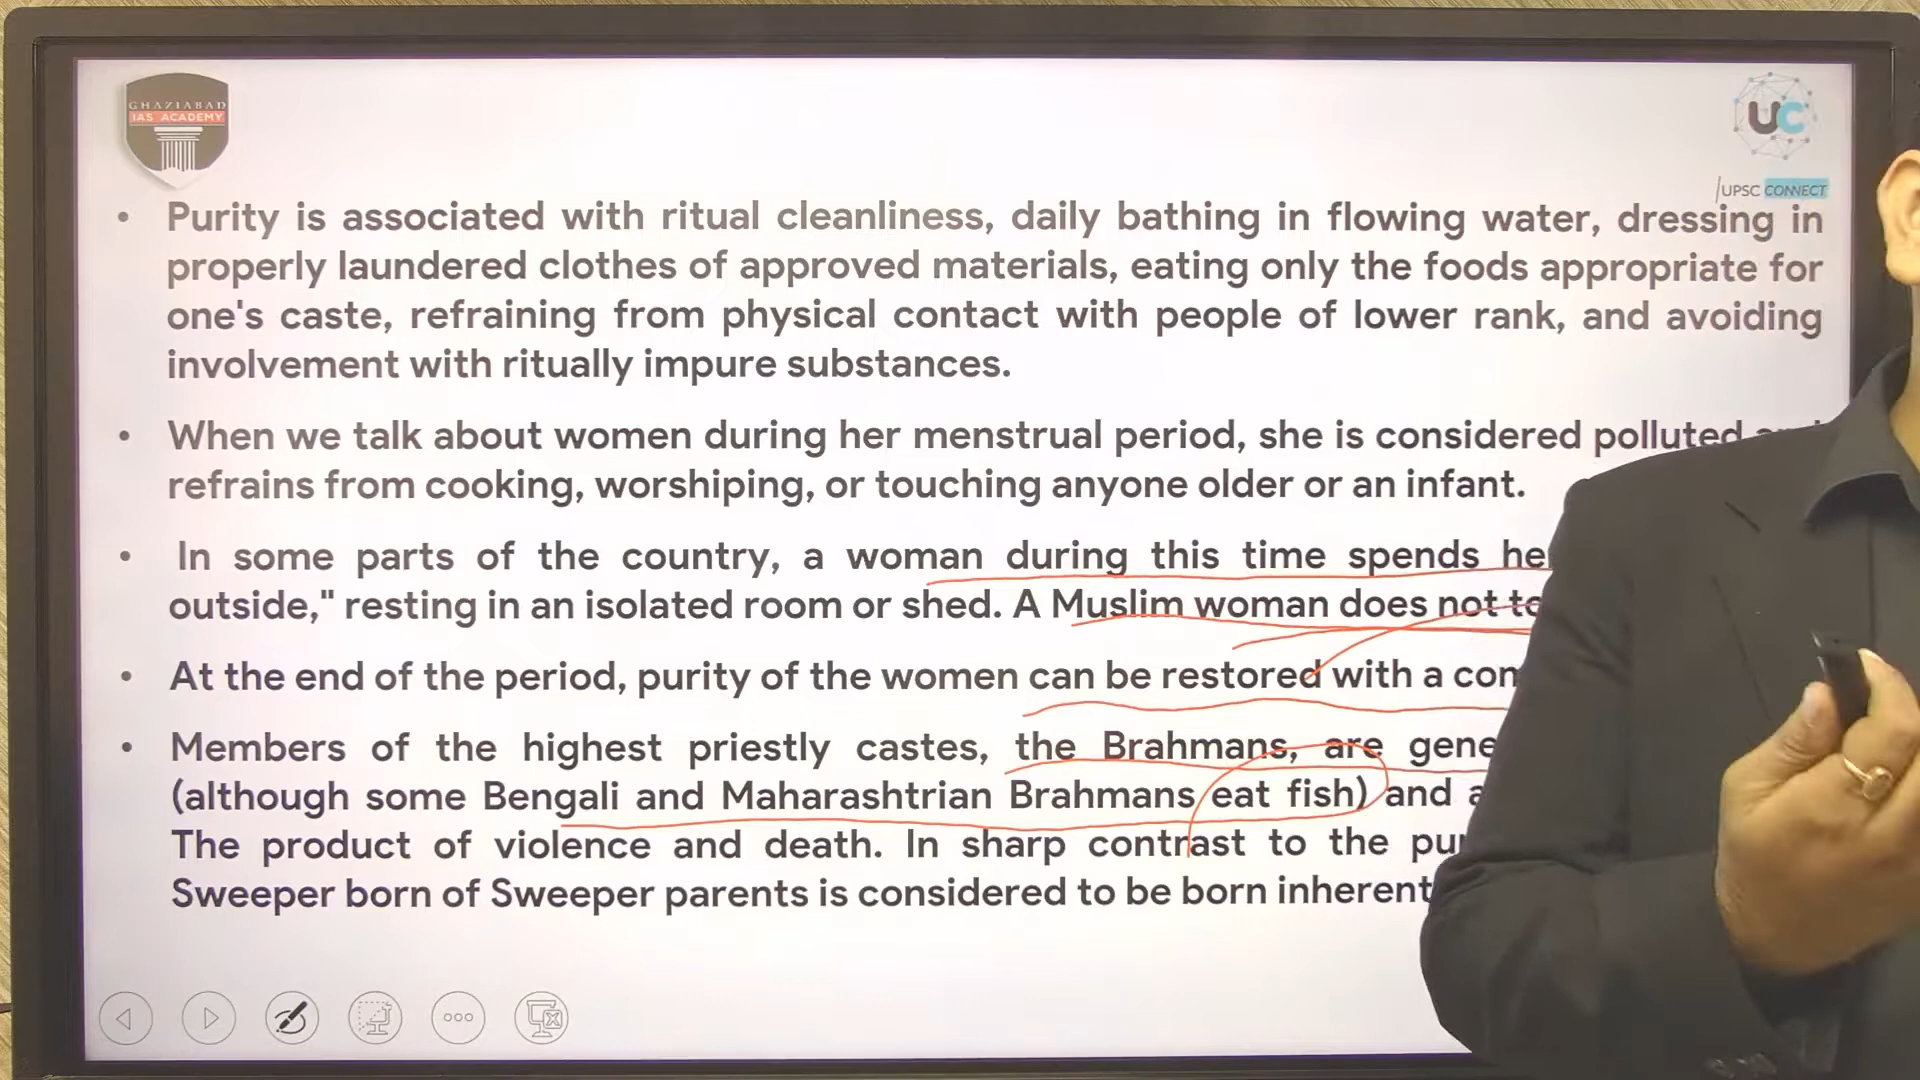 GHAZIABAD
IAS ACADEMY
UC
UPSC CONNECT
• Purity is associated with ritual cleanliness, daily bathing in flowing water, dressing in
properly laundered clothes of approved materials, eating only the foods appropriate for
one's caste, refraining from physical contact with people of lower rank, and avoiding
involvement with ritually impure substances.
• When we talk about women during her menstrual period, she is considered polluted
refrains from cooking, worshiping, or touching anyone older or an infant.
• In some parts of the country, a woman during this time spends
outside," resting in an isolated room or shed. A Muslim woman does not
• At the end of the period, purity of the women can be restored with a
• Members of the highest priestly castes, the Brahmans, are
(although some Bengali and Maharashtrian Brahmans eat fish) and
The product of violence and death. In sharp contrast to the
Sweeper born of Sweeper parents is considered to be born